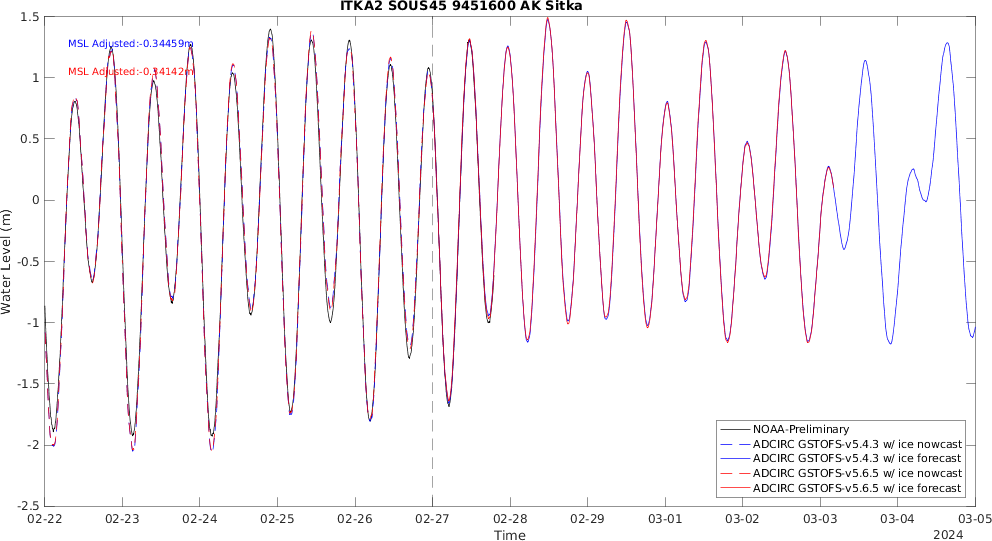 ITKA2 SOUS45 9451600 AK Sitka
MSL Adjusted:-0.34459m
MSL Adjusted:-0.34142m
Water Level (m)
1.5
1
0.5
0
-0.5
-1
-1.5
-2
-2.5
NOAA-Preliminary
ADCIRC GSTOFS-v5.4.3 w/ ice nowcast
ADCIRC GSTOFS-v5.4.3 w/ ice forecast
ADCIRC GSTOFS-v5.6.5 w/ ice nowcast
ADCIRC GSTOFS-v5.6.5 w/ ice forecast
02-22 02-23 02-24 02-25 02-26 02-27 02-28 02-29 03-01 03-02 03-03 03-04 03-05
Time
2024